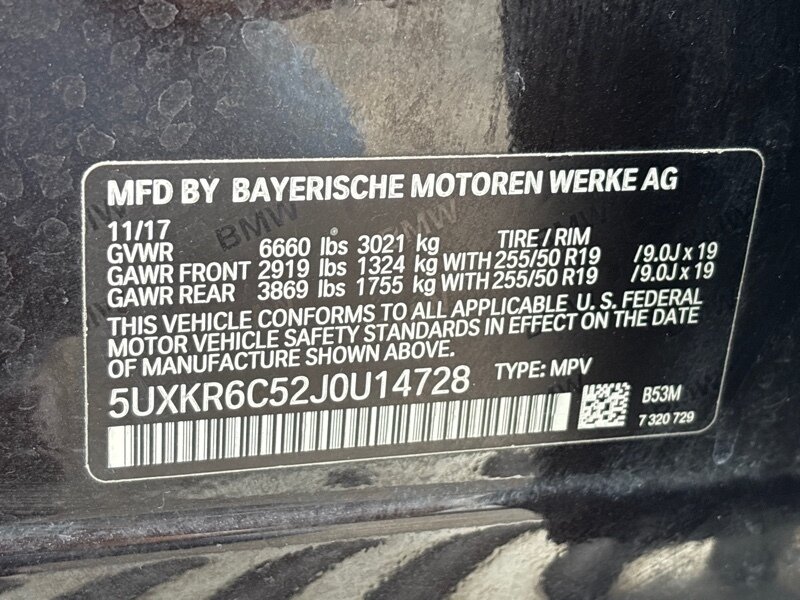 MFD BY BAYERISCHE MOTOREN WERKE AG
11/17 TIRE / RIM
GVWR 6660 lbs 3021 kg
GAWR FRONT 2919 lbs 1324 kg WITH 255/50 R19 /9.0J x 19
GAWR REAR 3869 lbs 1755 kg WITH 255/50 R19 /9.0J x 19
THIS VEHICLE CONFORMS TO ALL APPLICABLE U. S. FEDERAL
MOTOR VEHICLE SAFETY STANDARDS IN EFFECT ON THE DATE
OF MANUFACTURE SHOWN ABOVE.
5UXKR6C52J0U14728 TYPE: MPV
B53M
7 320 729
BMW
BMW